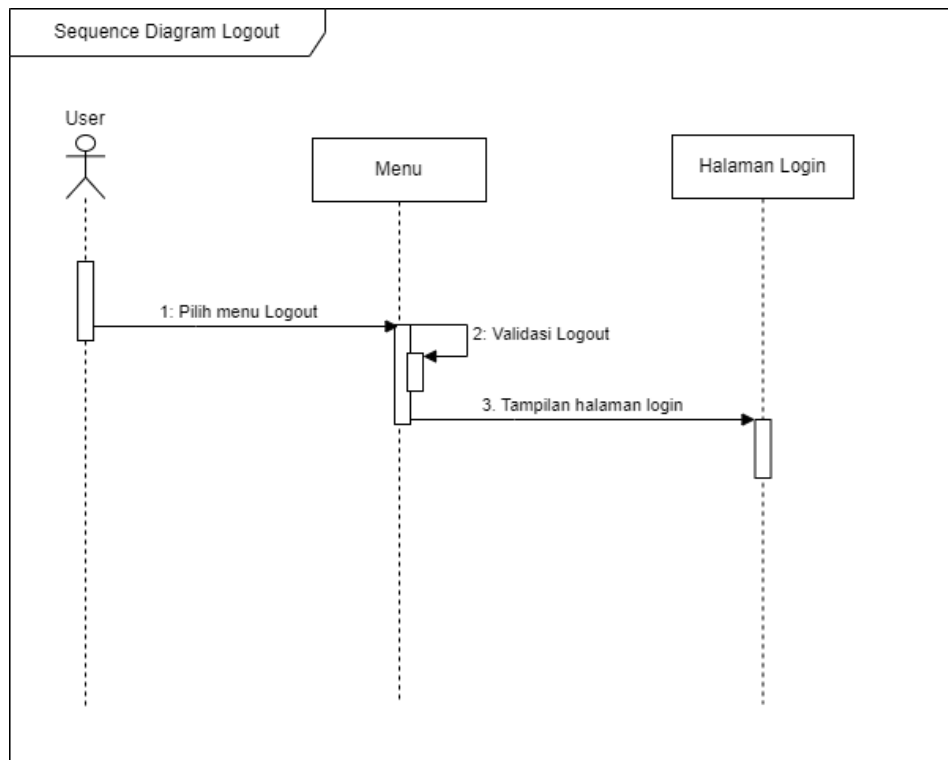 Sequence Diagram Logout
User
Menu
Halaman Login
1: Pilih menu Logout
2: Validasi Logout
3. Tampilan halaman login